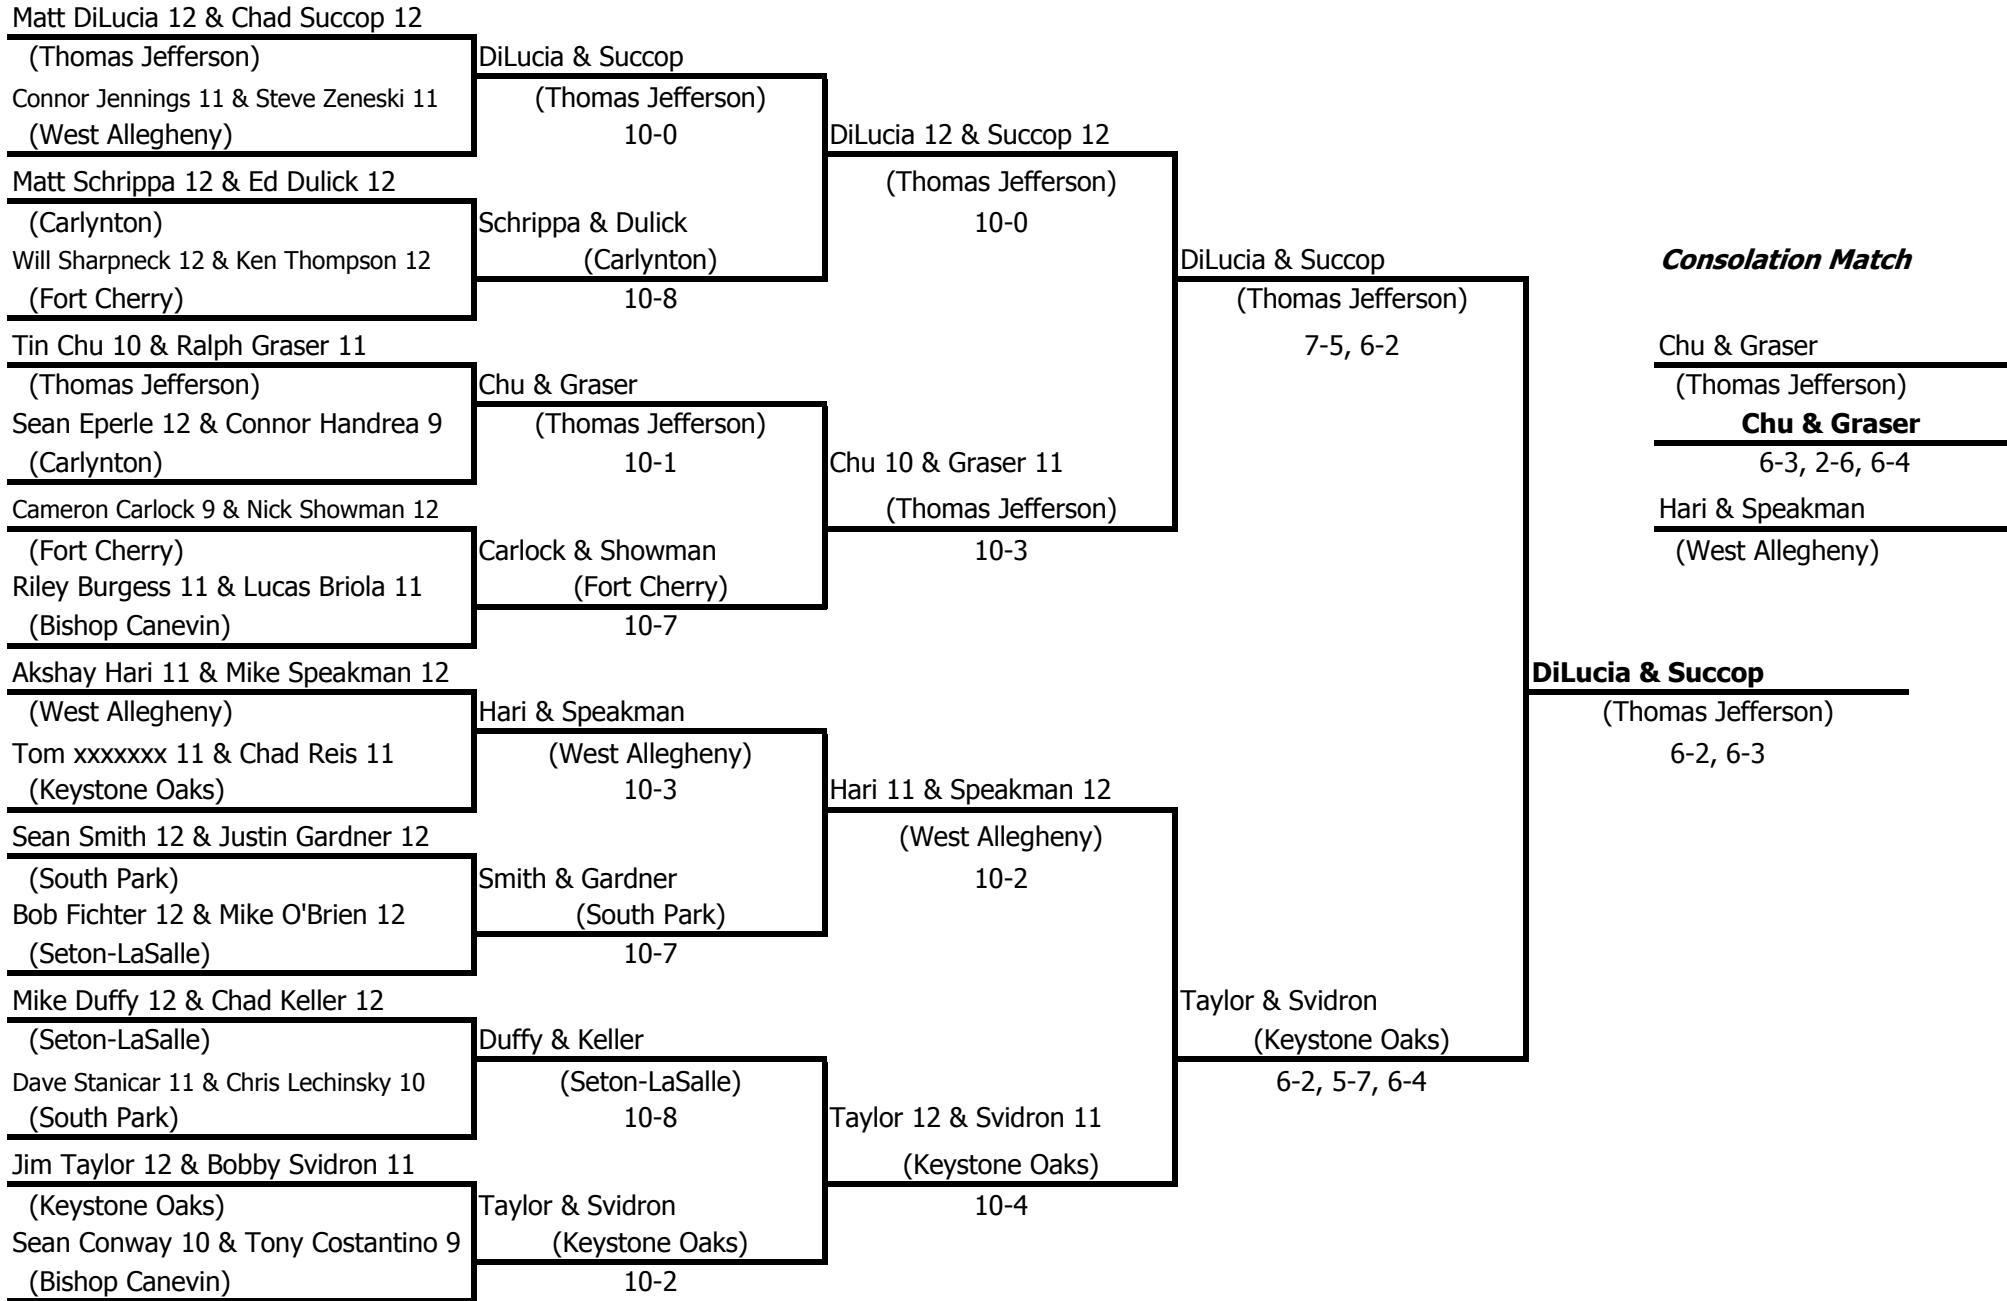 Matt DiLucia 12 & Chad Succop 12
(Thomas Jefferson)
Connor Jennings 11 & Steve Zeneski 11
(West Allegheny)
Matt Schrippa 12 & Ed Dulick 12
(Carlynton)
Will Sharpneck 12 & Ken Thompson 12
(Fort Cherry)
Tin Chu 10 & Ralph Graser 11
(Thomas Jefferson)
Sean Eperle 12 & Connor Handrea 9
(Carlynton)
Cameron Carlock 9 & Nick Showman 12
(Fort Cherry)
Riley Burgess 11 & Lucas Briola 11
(Bishop Canevin)
Akshay Hari 11 & Mike Speakman 12
(West Allegheny)
Tom xxxxxxx 11 & Chad Reis 11
(Keystone Oaks)
Sean Smith 12 & Justin Gardner 12
(South Park)
Bob Fichter 12 & Mike O'Brien 12
(Seton-LaSalle)
Mike Duffy 12 & Chad Keller 12
(Seton-LaSalle)
Dave Stanicar 11 & Chris Lechinsky 10
(South Park)
Jim Taylor 12 & Bobby Svidron 11
(Keystone Oaks)
Sean Conway 10 & Tony Costantino 9
(Bishop Canevin)
DiLucia & Succop
(Thomas Jefferson)
10-0
Schrippa & Dulick
(Carlynton)
10-8
Chu & Graser
(Thomas Jefferson)
10-1
Carlock & Showman
(Fort Cherry)
10-7
Hari & Speakman
(West Allegheny)
10-3
Smith & Gardner
(South Park)
10-7
Duffy & Keller
(Seton-LaSalle)
10-8
Taylor & Svidron
(Keystone Oaks)
10-2
DiLucia 12 & Succop 12
(Thomas Jefferson)
10-0
Chu 10 & Graser 11
(Thomas Jefferson)
10-3
Hari 11 & Speakman 12
(West Allegheny)
10-2
Taylor 12 & Svidron 11
(Keystone Oaks)
10-4
DiLucia & Succop
(Thomas Jefferson)
7-5, 6-2
Taylor & Svidron
(Keystone Oaks)
6-2, 5-7, 6-4
DiLucia & Succop
(Thomas Jefferson)
6-2, 6-3
Consolation Match
Chu & Graser
(Thomas Jefferson)
Chu & Graser
6-3, 2-6, 6-4
Hari & Speakman
(West Allegheny)